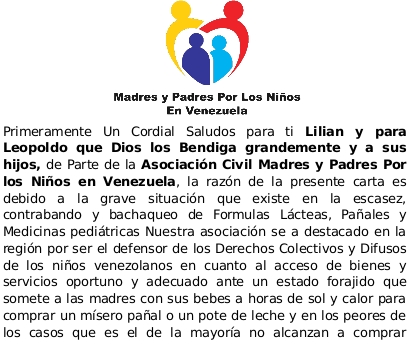 Madres y Padres Por Los Niños
En Venezuela
Primeramente Un Cordial Saludos para ti Lilian y para
Leopoldo que Dios los Bendiga grandemente y a sus
hijos, de Parte de la Asociación Civil Madres y Padres Por
los Niños en Venezuela, la razón de la presente carta es
debido a la grave situación que existe en la escasez,
contrabando y bachaqueo de Formulas Lácteas, Pañales y
Medicinas pediátricas Nuestra asociación se a destacado en la
región por ser el defensor de los Derechos Colectivos y Difusos
de los niños venezolanos en cuanto al acceso de bienes y
servicios oportuno y adecuado ante un estado forajido que
somete a las madres con sus bebes a horas de sol y calor para
comprar un mísero pañal o un pote de leche y en los peores de
los casos que es el de la mayoría no alcanzan a comprar